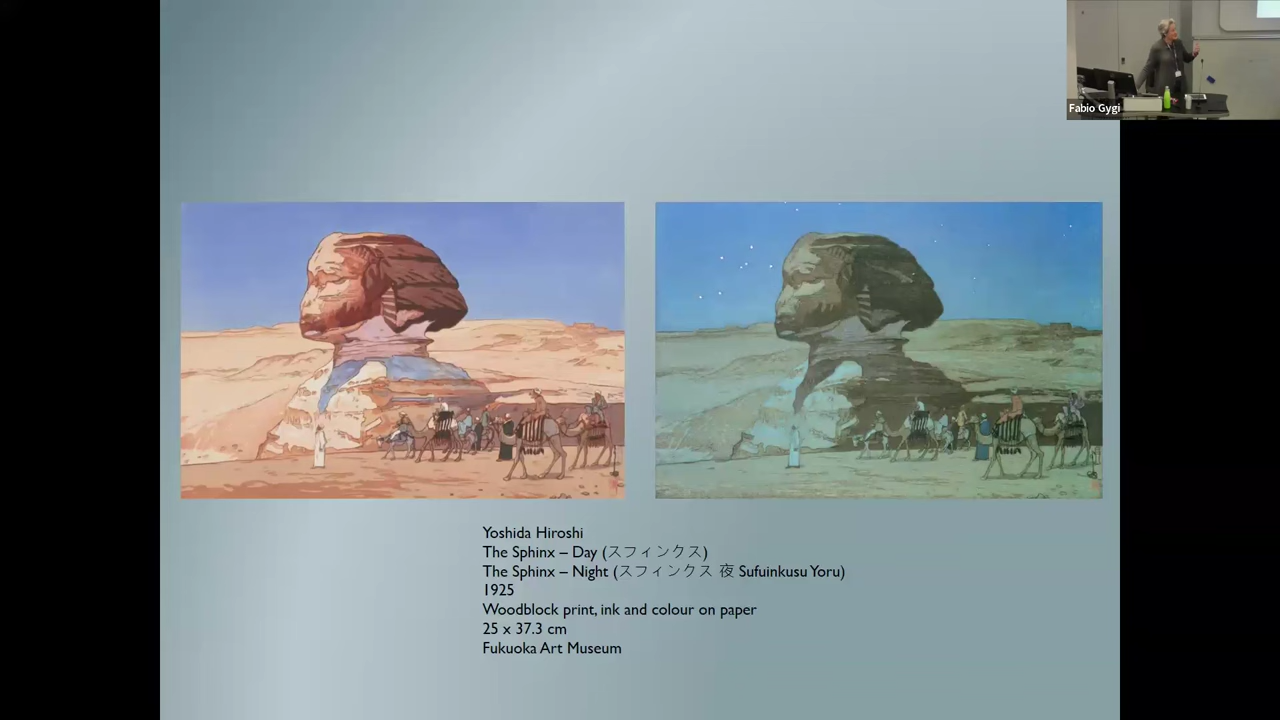 Fabio Gygi
Yoshida Hiroshi
The Sphinx – Day (スフィンクス)
The Sphinx – Night (スフィンクス 夜 Sufuinkusu Yoru)
1925
Woodblock print, ink and colour on paper
25 x 37.3 cm
Fukuoka Art Museum